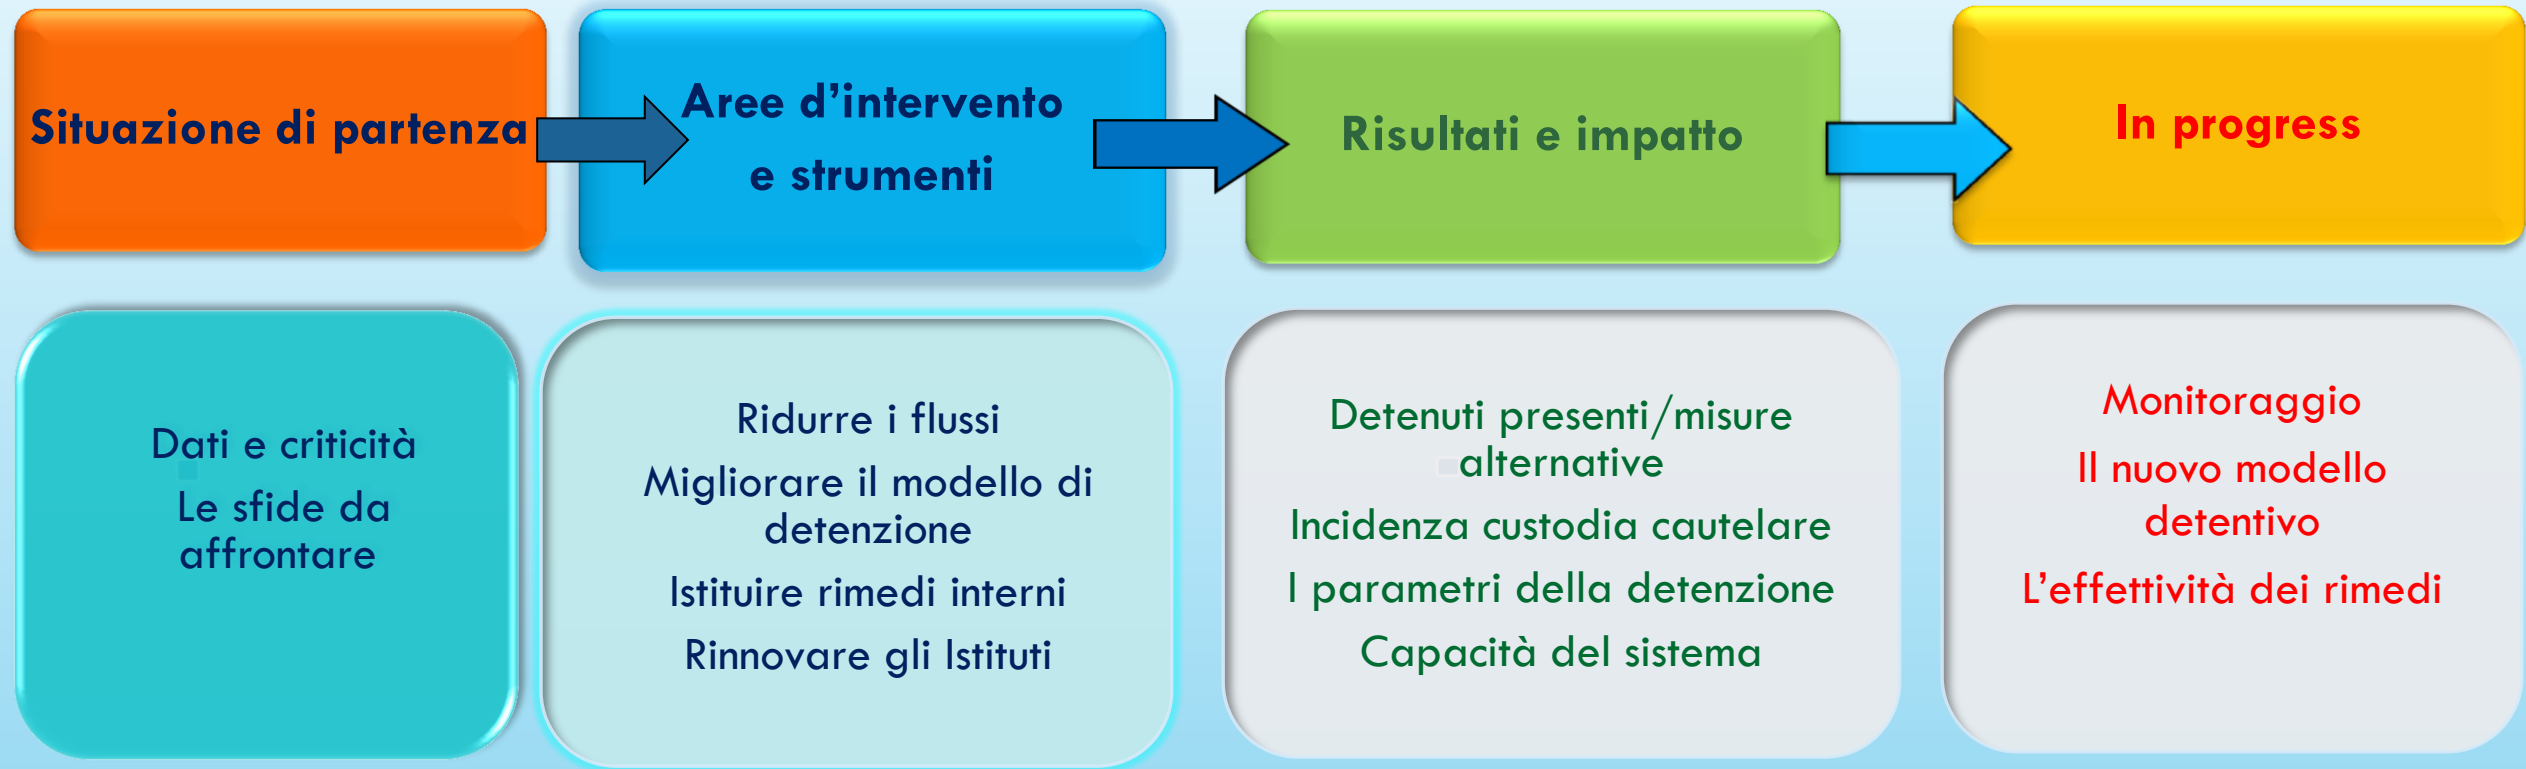 Situazione di partenza
Aree d’intervento
e strumenti
Risultati e impatto
In progress
Dati e criticità
Le sfide da
affrontare
Ridurre i flussi
Migliorare il modello di
detenzione
Istituire rimedi interni
Rinnovare gli Istituti
Detenuti presenti/misure
alternative
Incidenza custodia cautelare
I parametri della detenzione
Capacità del sistema
Monitoraggio
Il nuovo modello
detentivo
L’effettività dei rimedi